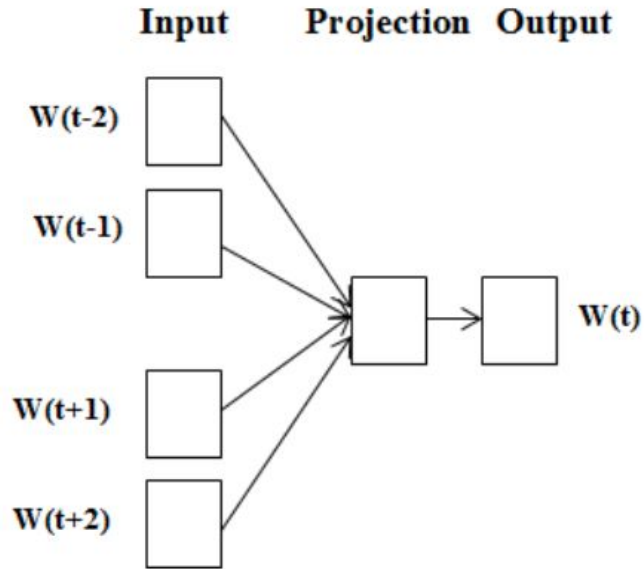 Input Projection Output
W(t-2)
W(t-1)
W(t)
W(t+1)
W(t+2)